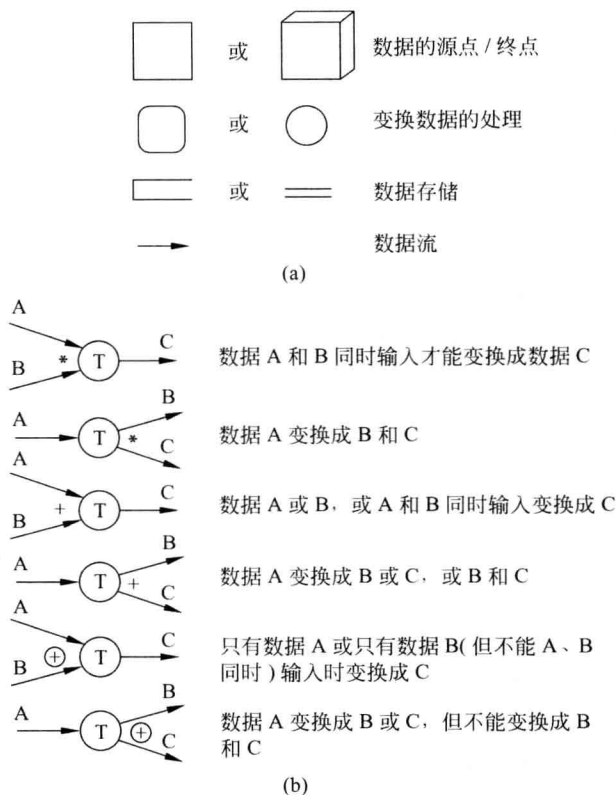 或 数据的源点 / 终点
或 变换数据的处理
或 数据存储
数据流
(a)
A
B * T C 数据 A 和 B 同时输入才能变换成数据 C
A T * B C 数据 A 变换成 B 和 C
A
B + T C 数据 A 或 B，或 A 和 B 同时输入变换成 C
A T + B C 数据 A 变换成 B 或 C，或 B 和 C
A
B ⊕ T C 只有数据 A 或只有数据 B( 但不能 A、B
同时 ) 输入时变换成 C
A T ⊕ B C 数据 A 变换成 B 或 C，但不能变换成 B
和 C
(b)